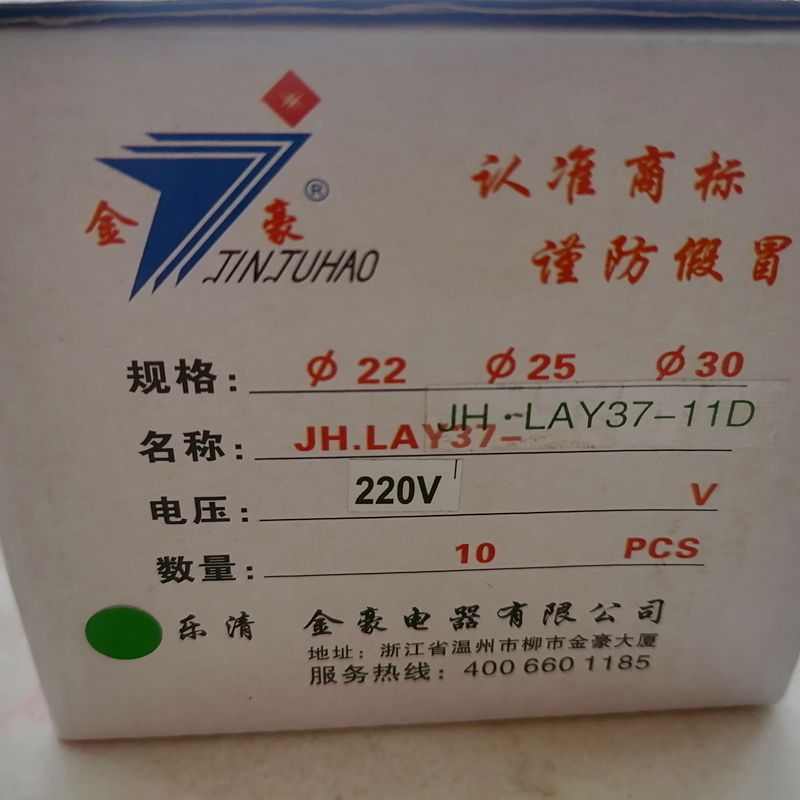 认准商标
谨防假冒
金 豪 ®
JINJUHAO
规格: Φ22 Φ25 Φ30
JH·-LAY37-11D
名称: JH.LAY37-
电压: 220V V
数量: 10 PCS
乐清 金豪电器有限公司
地址:浙江省温州市柳市金豪大厦
服务热线:400 660 1185